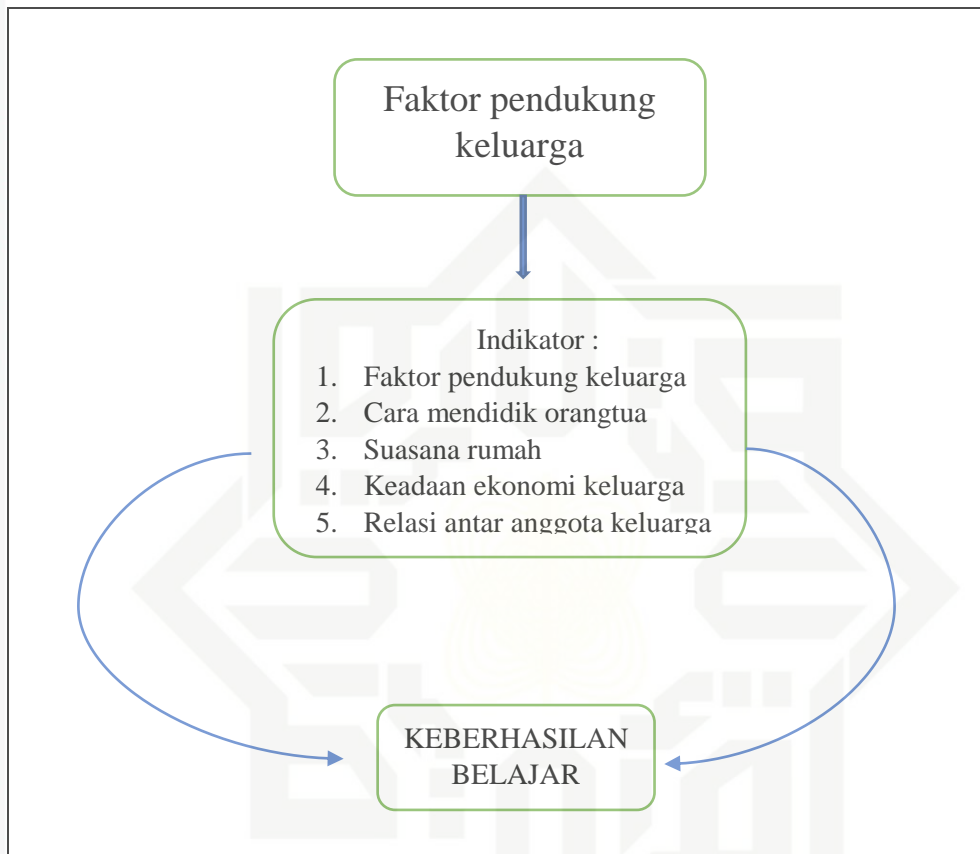 Faktor pendukung
keluarga
Indikator :
1. Faktor pendukung keluarga
2. Cara mendidik orangtua
3. Suasana rumah
4. Keadaan ekonomi keluarga
5. Relasi antar anggota keluarga
KEBERHASILAN
BELAJAR